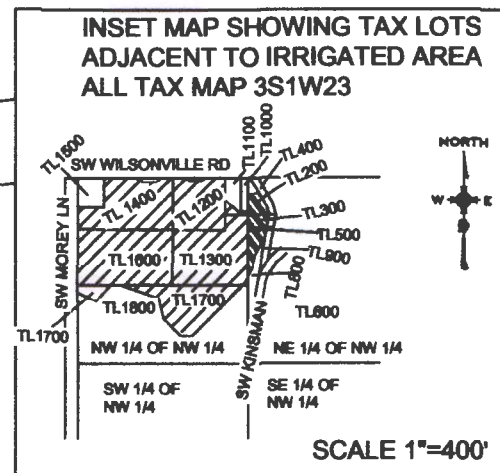 INSET MAP SHOWING TAX LOTS
ADJACENT TO IRRIGATED AREA
ALL TAX MAP 3S1W23
NORTH
W
E
SW WILSONVILLE RD
SW MOREY LN
SW KINSMAN
TL1500
TL1400
TL1200
TL1100
TL1000
TL400
TL200
TL300
TL500
TL900
TL800
TL600
TL1600
TL1300
TL1700
TL1800
TL1700
NW 1/4 OF NW 1/4
NE 1/4 OF NW 1/4
SW 1/4 OF
NW 1/4
SE 1/4 OF
NW 1/4
SCALE 1"=400'